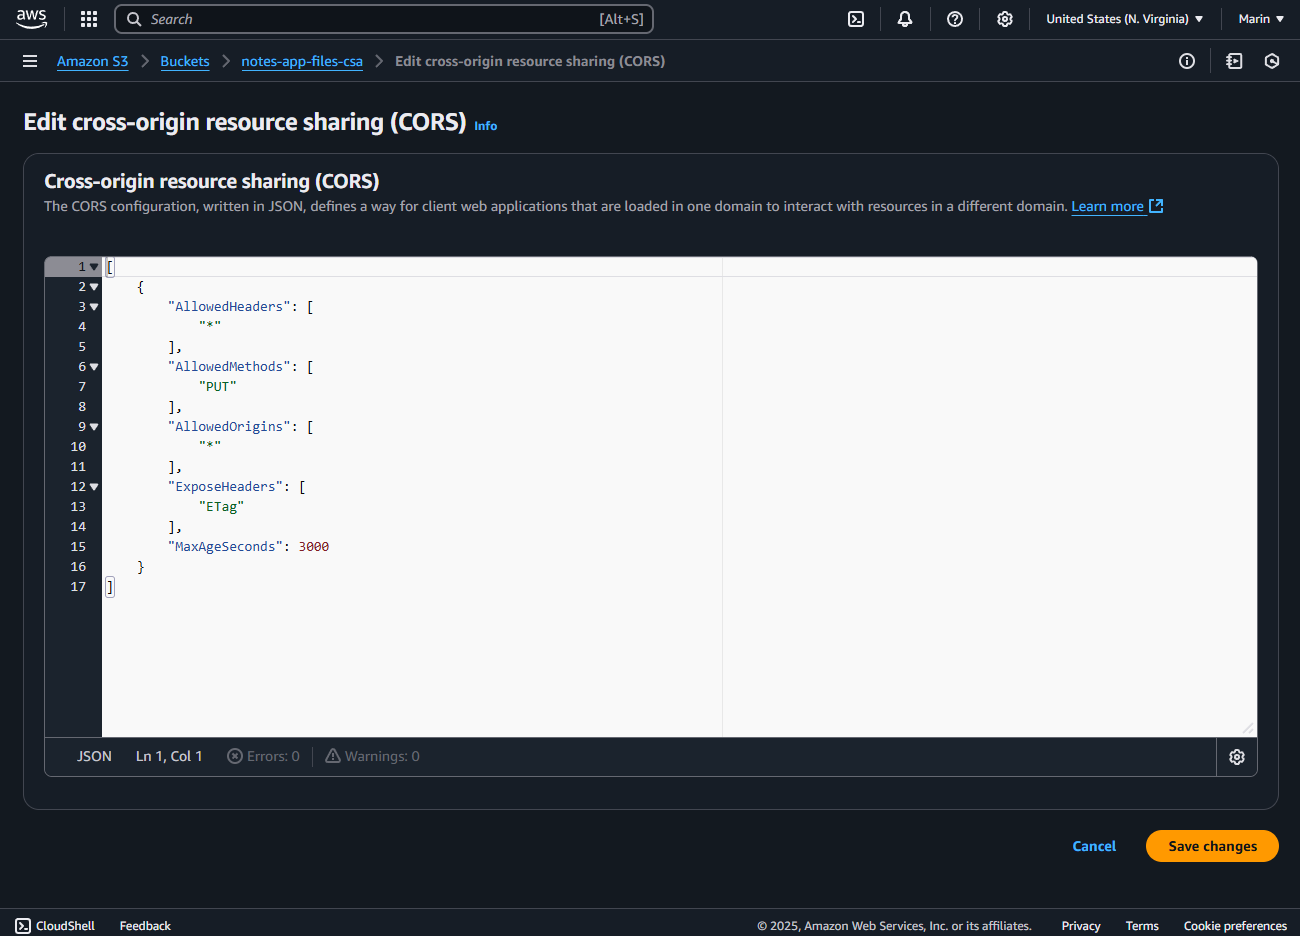 aws
Search [Alt+S]
United States (N. Virginia)
Marin
Amazon S3 > Buckets > notes-app-files-csa > Edit cross-origin resource sharing (CORS)
Edit cross-origin resource sharing (CORS) Info
Cross-origin resource sharing (CORS)
The CORS configuration, written in JSON, defines a way for client web applications that are loaded in one domain to interact with resources in a different domain. Learn more
1 [
2 {
3 "AllowedHeaders": [
4 "*"
5 ],
6 "AllowedMethods": [
7 "PUT"
8 ],
9 "AllowedOrigins": [
10 "*"
11 ],
12 "ExposeHeaders": [
13 "ETag"
14 ],
15 "MaxAgeSeconds": 3000
16 }
17 ]
JSON Ln 1, Col 1 Errors: 0 Warnings: 0
Cancel Save changes
CloudShell Feedback © 2025, Amazon Web Services, Inc. or its affiliates. Privacy Terms Cookie preferences